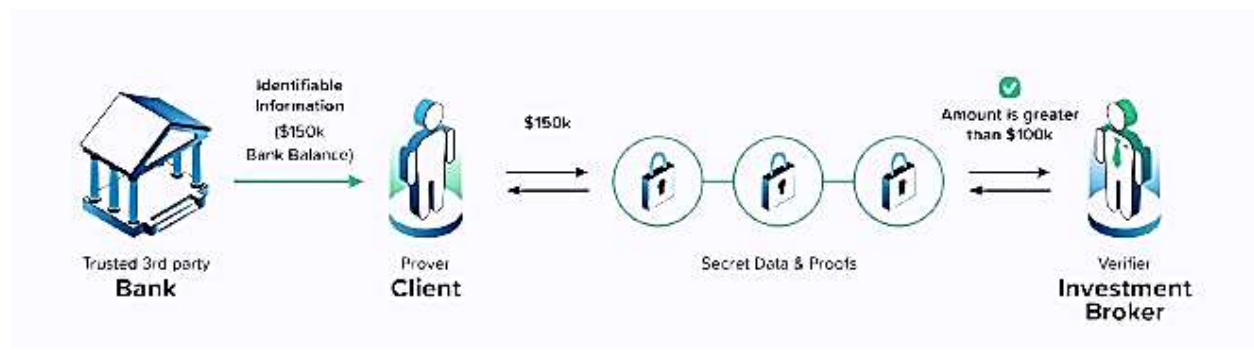 Identifiable
Information
($150k
Bank Balance)
$150k
Amount is greater
than $100k
Trusted 3rd party
Bank
Prover
Client
Secret Data & Proofs
Verifier
Investment
Broker